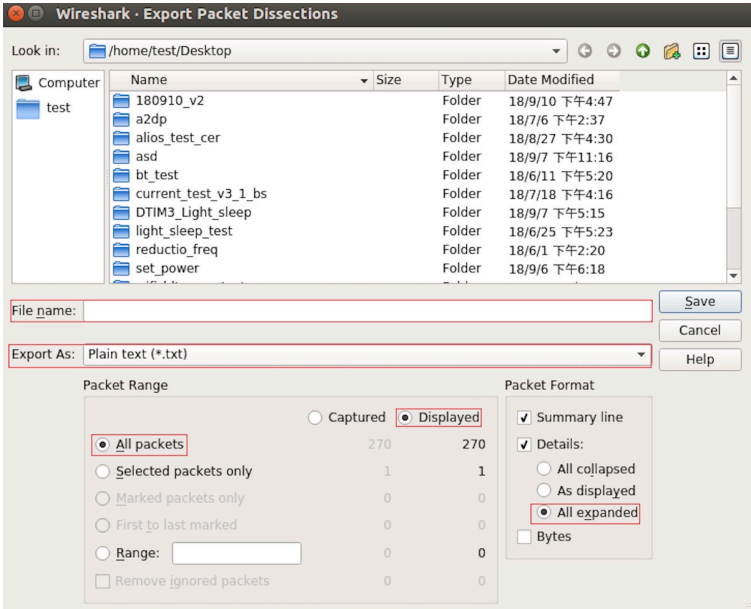 Wireshark · Export Packet Dissections
Look in: /home/test/Desktop
Computer
test
Name Size Type Date Modified
180910_v2 Folder 18/9/10 下午4:47
a2dp Folder 18/7/6 下午2:37
alios_test_cer Folder 18/8/27 下午4:30
asd Folder 18/9/7 下午11:16
bt_test Folder 18/6/11 下午5:20
current_test_v3_1_bs Folder 18/7/18 下午4:16
DTIM3_Light_sleep Folder 18/9/7 下午5:15
light_sleep_test Folder 18/6/25 下午5:23
reductio_freq Folder 18/6/1 下午2:20
set_power Folder 18/9/6 下午6:18
File name:
Save
Cancel
Export As: Plain text (*.txt)
Help
Packet Range
Captured Displayed
All packets 270 270
Selected packets only 1 1
Marked packets only 0 0
First to last marked 0 0
Range: 0 0
Remove ignored packets 0 0
Packet Format
Summary line
Details:
All collapsed
As displayed
All expanded
Bytes